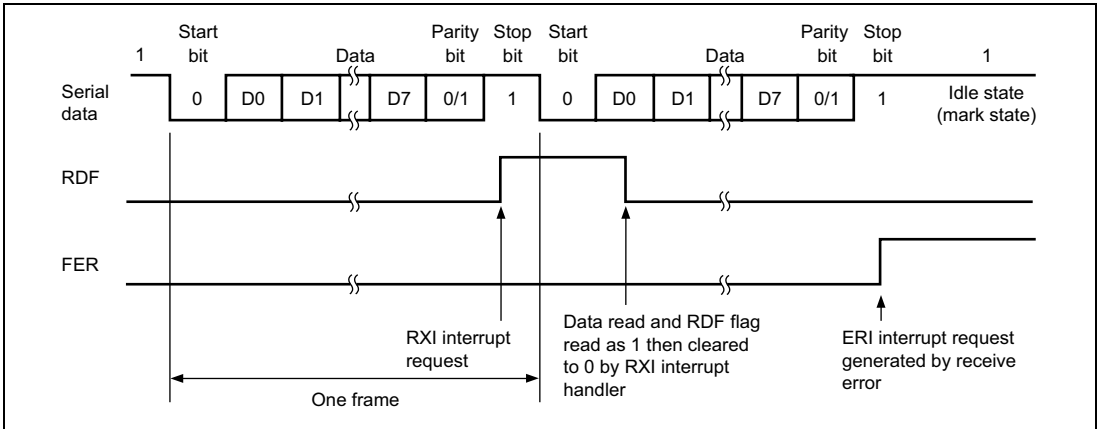 Start Parity Stop Start Parity Stop
1 bit Data bit bit bit Data bit bit 1
Serial data 0 D0 D1 D7 0/1 1 0 D0 D1 D7 0/1 1 Idle state (mark state)
RDF
FER
RXI interrupt
request
Data read and RDF flag
read as 1 then cleared
to 0 by RXI interrupt
handler
ERI interrupt request
generated by receive
error
One frame